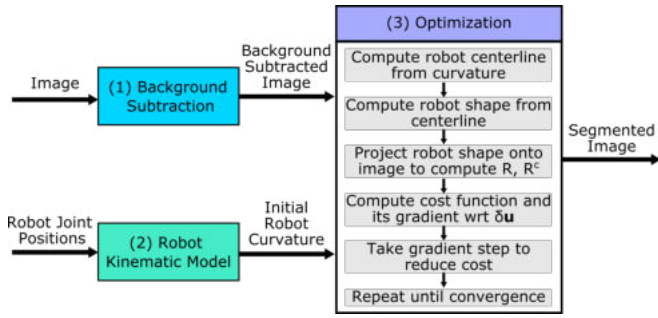 Image
(1) Background
Subtraction
Background
Subtracted
Image
Robot Joint
Positions
(2) Robot
Kinematic Model
Initial
Robot
Curvature
(3) Optimization
Compute robot centerline
from curvature
Compute robot shape from
centerline
Project robot shape onto
image to compute R, Rᶜ
Compute cost function and
its gradient wrt δu
Take gradient step to
reduce cost
Repeat until convergence
Segmented
Image